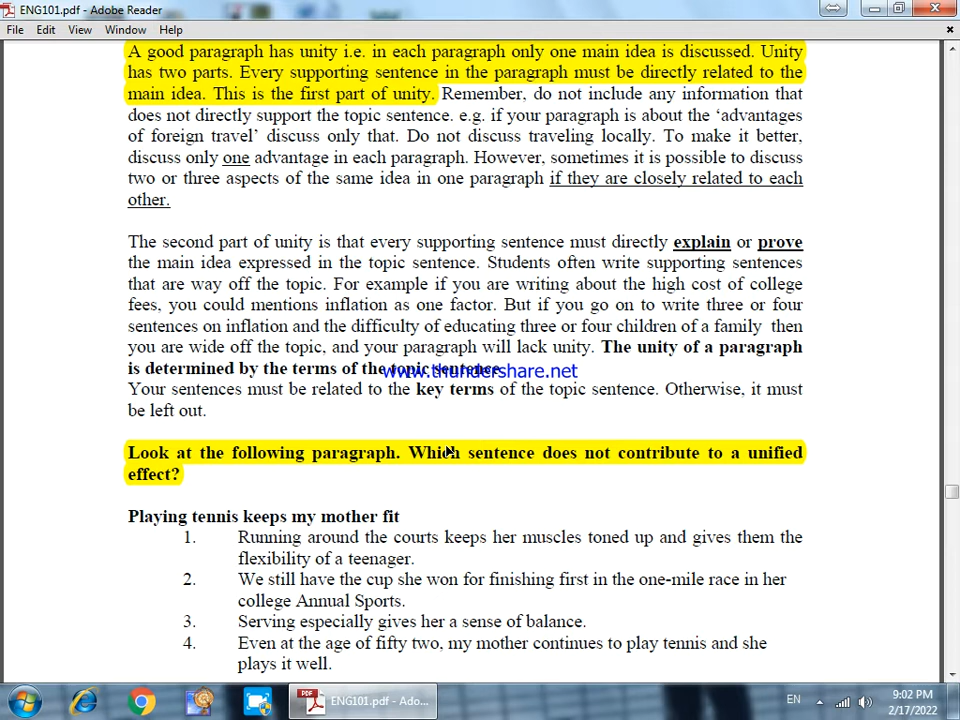 ENG101.pdf - Adobe Reader
File Edit View Window Help
A good paragraph has unity i.e. in each paragraph only one main idea is discussed. Unity
has two parts. Every supporting sentence in the paragraph must be directly related to the
main idea. This is the first part of unity. Remember, do not include any information that
does not directly support the topic sentence. e.g. if your paragraph is about the ‘advantages
of foreign travel’ discuss only that. Do not discuss traveling locally. To make it better,
discuss only one advantage in each paragraph. However, sometimes it is possible to discuss
two or three aspects of the same idea in one paragraph if they are closely related to each
other.
The second part of unity is that every supporting sentence must directly explain or prove
the main idea expressed in the topic sentence. Students often write supporting sentences
that are way off the topic. For example if you are writing about the high cost of college
fees, you could mentions inflation as one factor. But if you go on to write three or four
sentences on inflation and the difficulty of educating three or four children of a family then
you are wide off the topic, and your paragraph will lack unity. The unity of a paragraph
is determined by the terms of the topic sentence.
www.thundershare.net
Your sentences must be related to the key terms of the topic sentence. Otherwise, it must
be left out.
Look at the following paragraph. Which sentence does not contribute to a unified
effect?
Playing tennis keeps my mother fit
1. Running around the courts keeps her muscles toned up and gives them the
flexibility of a teenager.
2. We still have the cup she won for finishing first in the one-mile race in her
college Annual Sports.
3. Serving especially gives her a sense of balance.
4. Even at the age of fifty two, my mother continues to play tennis and she
plays it well.
ENG101.pdf - Ado...
EN
9:02 PM
2/17/2022